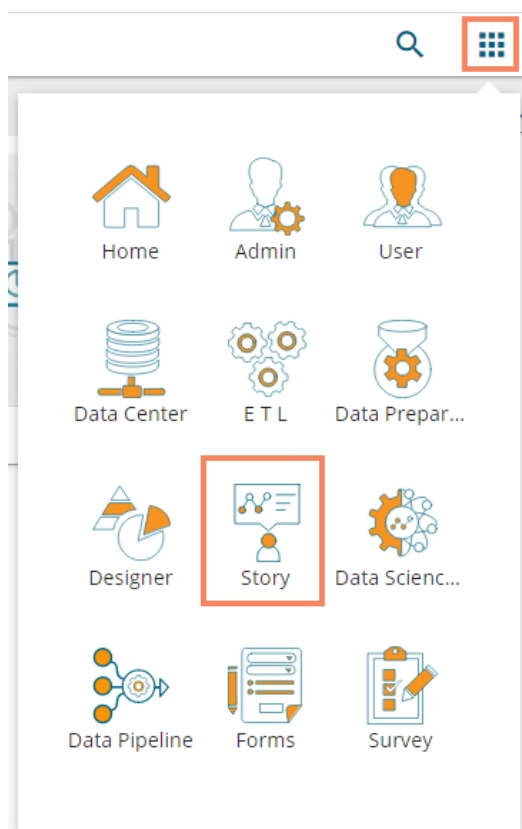 Home Admin User
Data Center E T L Data Prepar...
Designer Story Data Scienc...
Data Pipeline Forms Survey